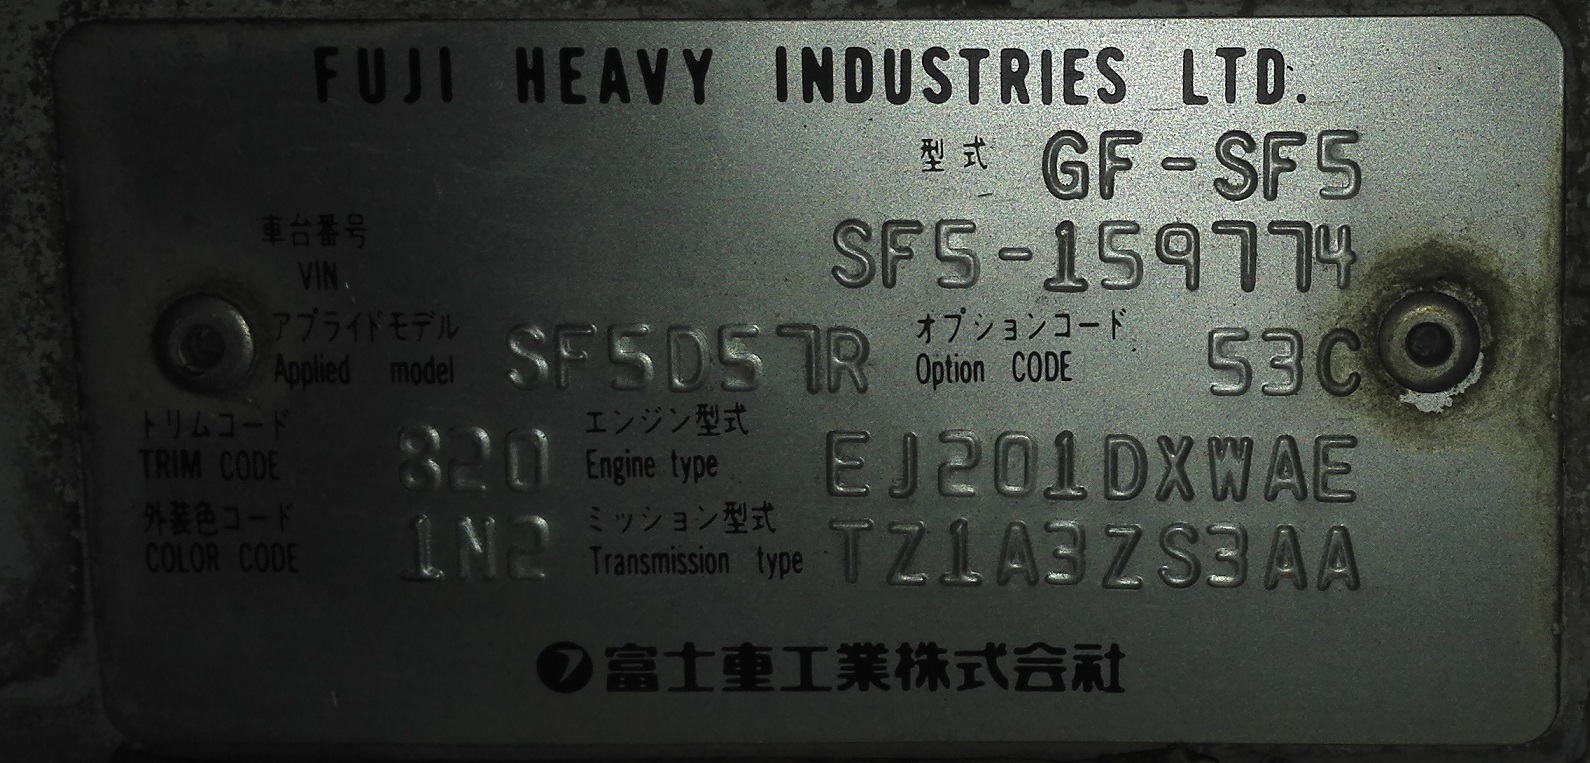 FUJI HEAVY INDUSTRIES LTD.
型式 GF-SF5
車台番号
VIN SF5-159774
アプライドモデル オプションコード
Applied model SF5D57R Option CODE 53C
トリムコード エンジン型式
TRIM CODE 820 Engine type EJ201DXWAE
外装色コード ミッション型式
COLOR CODE 1N2 Transmission type TZ1A3ZS3AA
富士重工業株式会社